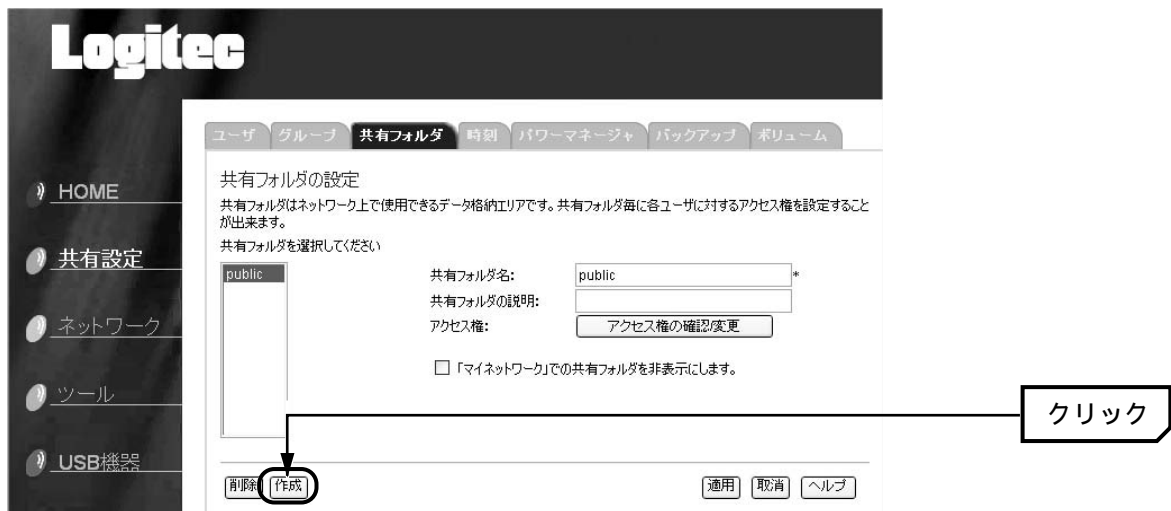 Logitec
ユーザ グループ 共有フォルダ 時刻 パワーマネージャ バックアップ ボリューム
HOME
共有設定
ネットワーク
ツール
USB機器
共有フォルダの設定
共有フォルダはネットワーク上で使用できるデータ格納エリアです。共有フォルダ毎に各ユーザに対するアクセス権を設定すること
が出来ます。
共有フォルダを選択してください
public
共有フォルダ名: public *
共有フォルダの説明:
アクセス権: アクセス権の確認/変更
「マイネットワーク」での共有フォルダを非表示にします。
クリック
削除 作成 適用 取消 ヘルプ